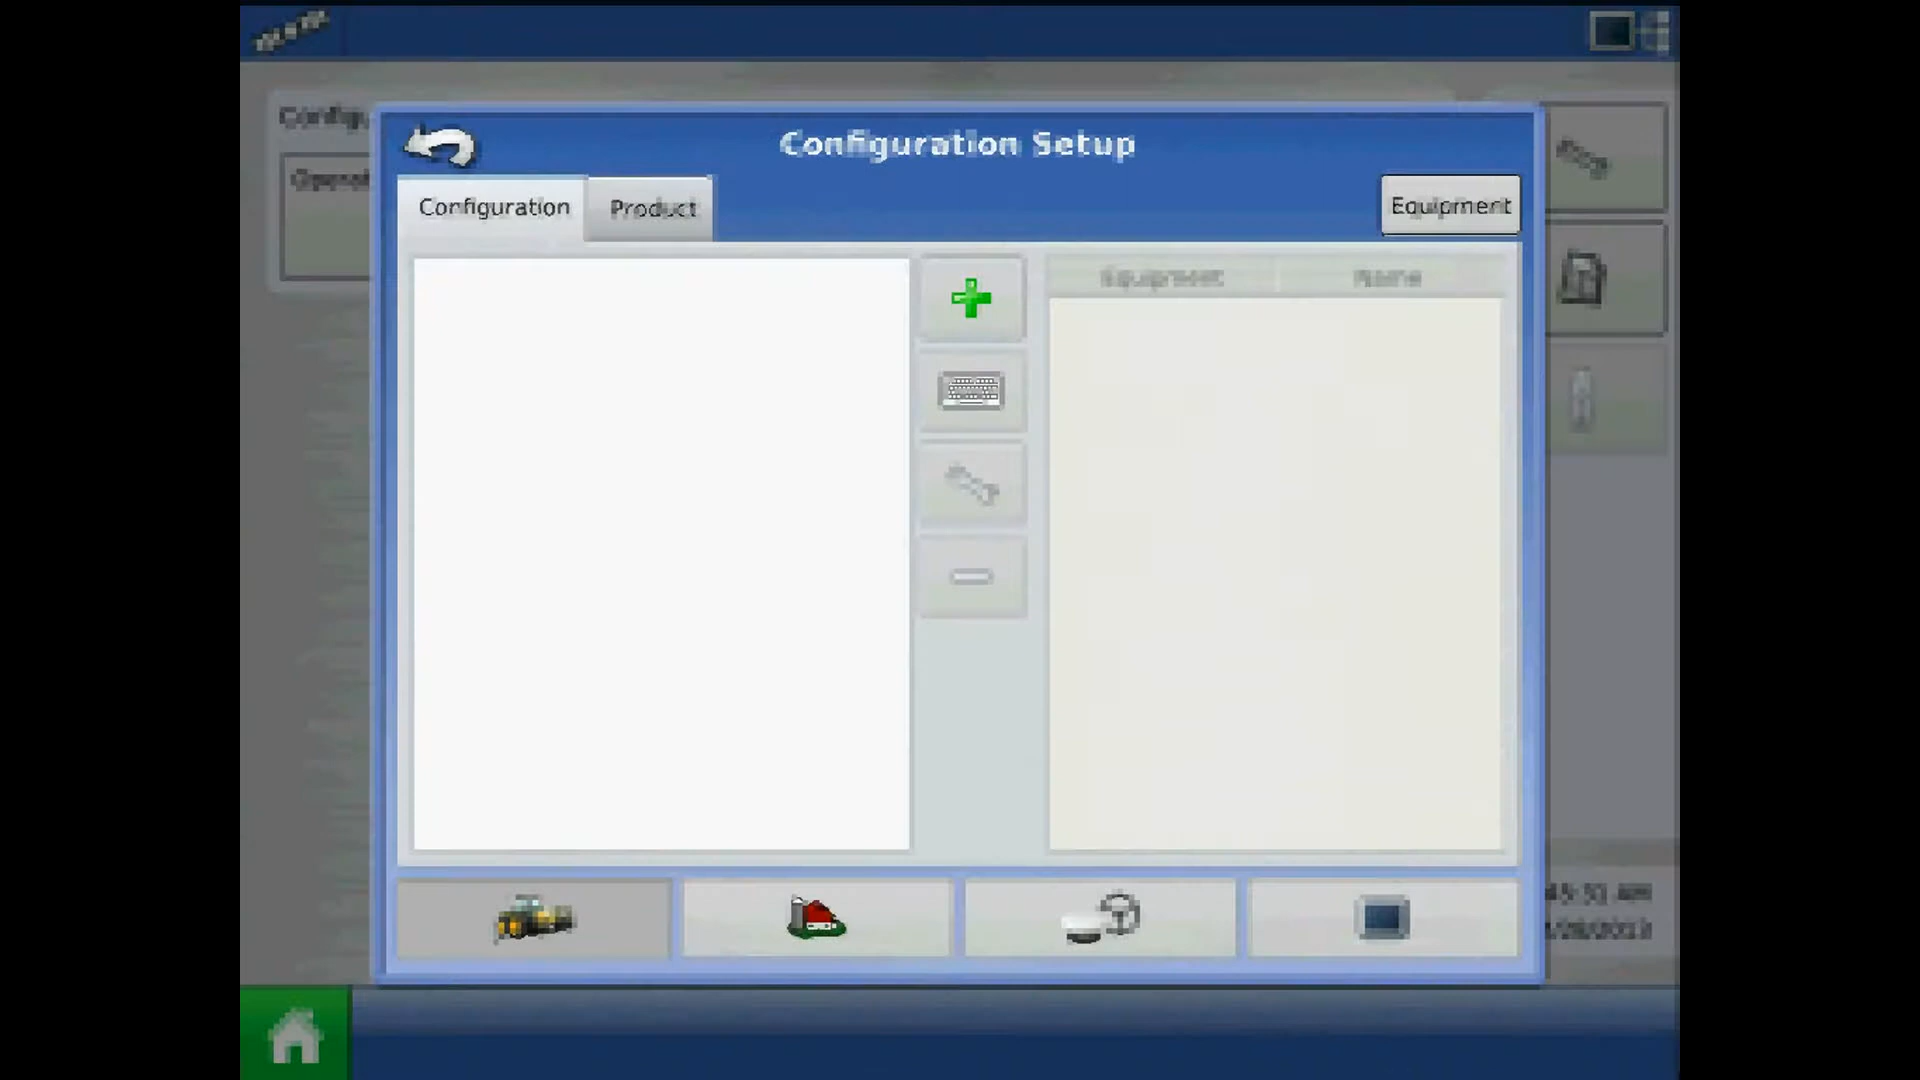 Configuration Setup
Configuration
Product
Equipment
Equipment
Name